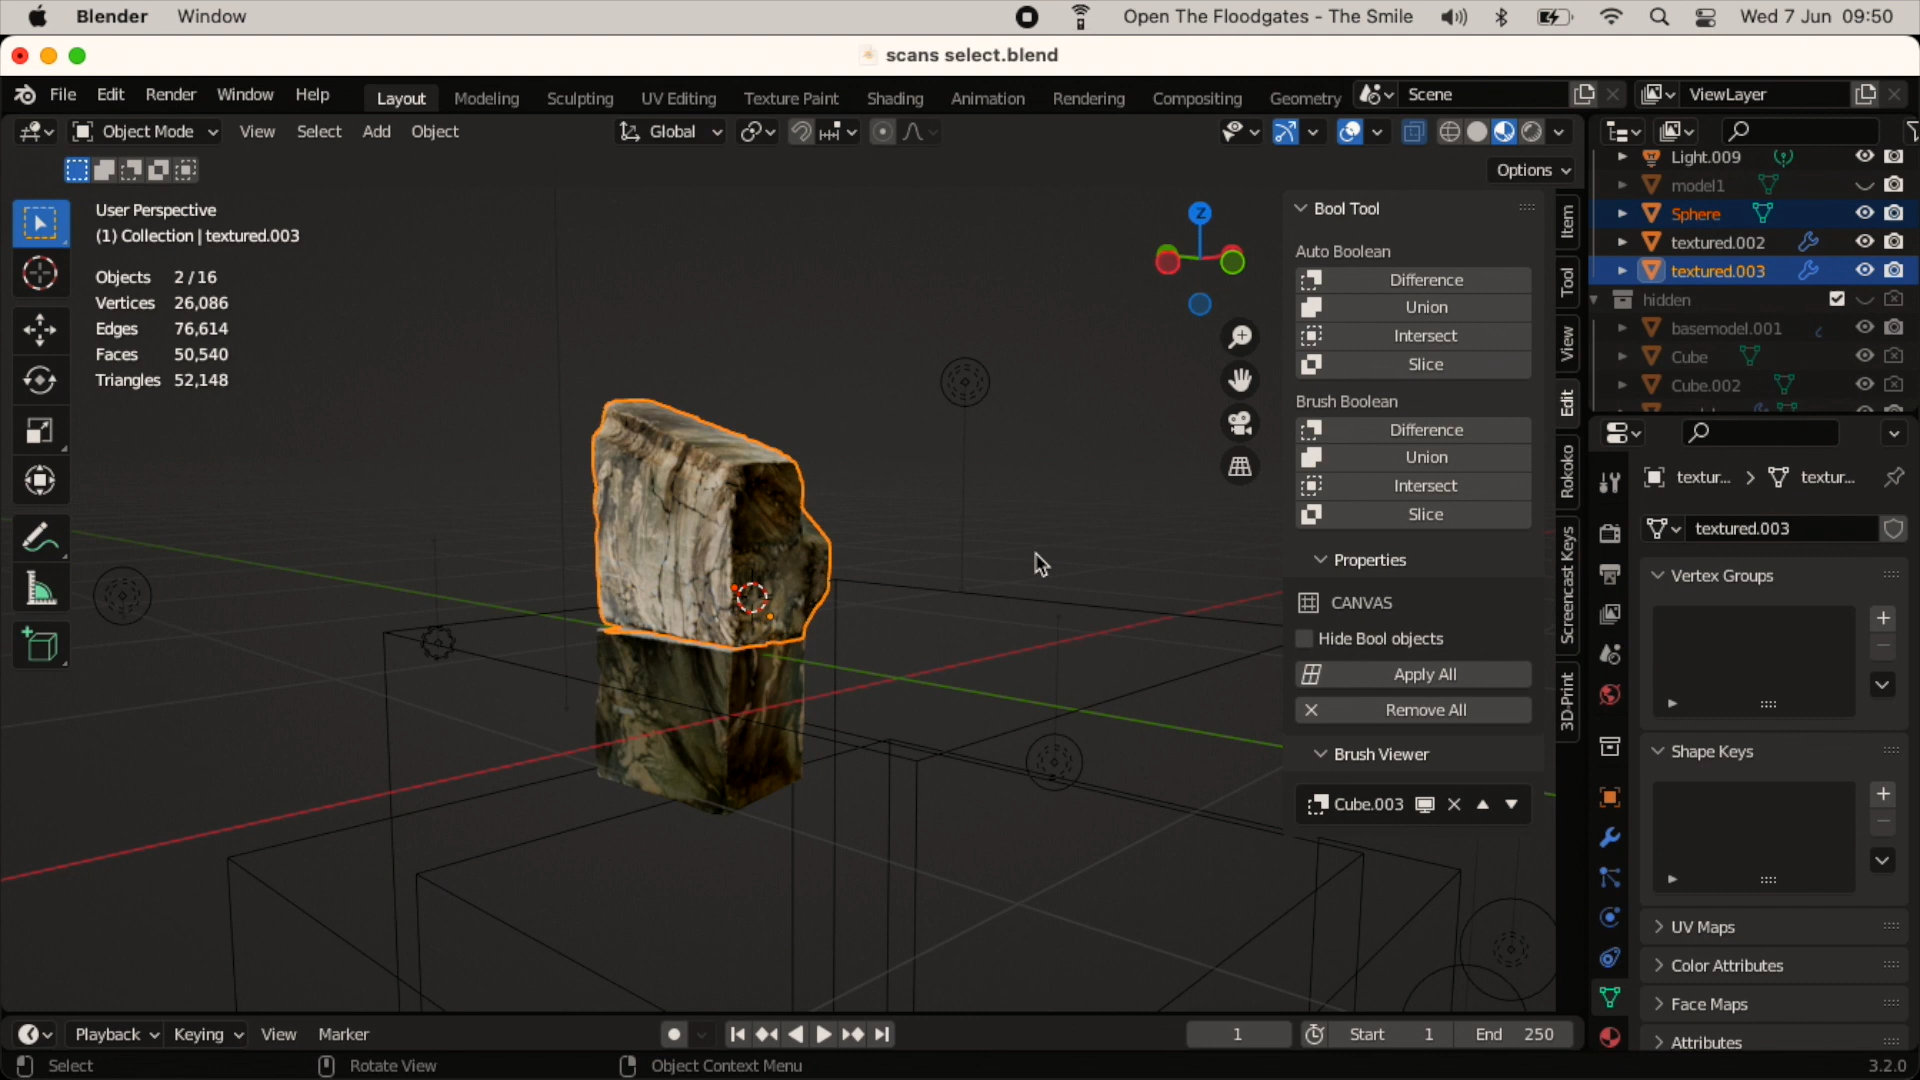 Blender Window Open The Floodgates - The Smile Wed 7 Jun 09:50
scans select.blend
File Edit Render Window Help Layout Modeling Sculpting UV Editing Texture Paint Shading Animation Rendering Compositing Geometry Scene ViewLayer
Object Mode View Select Add Object Global
Options
User Perspective
(1) Collection | textured.003
Objects 2 / 16
Vertices 26,086
Edges 76,614
Faces 50,540
Triangles 52,148
Z
Bool Tool
Auto Boolean
Difference
Union
Intersect
Slice
Brush Boolean
Difference
Union
Intersect
Slice
Properties
CANVAS
Hide Bool objects
Apply All
Remove All
Brush Viewer
Cube.003
Item
Tool
View
Edit
Rokoko
Screencast Keys
3D-Print
Light.009
model1
Sphere
textured.002
textured.003
hidden
basemodel.001
Cube
Cube.002
textur... textur...
textured.003
Vertex Groups
Shape Keys
UV Maps
Color Attributes
Face Maps
Attributes
Playback Keying View Marker 1 Start 1 End 250
Select Rotate View Object Context Menu 3.2.0